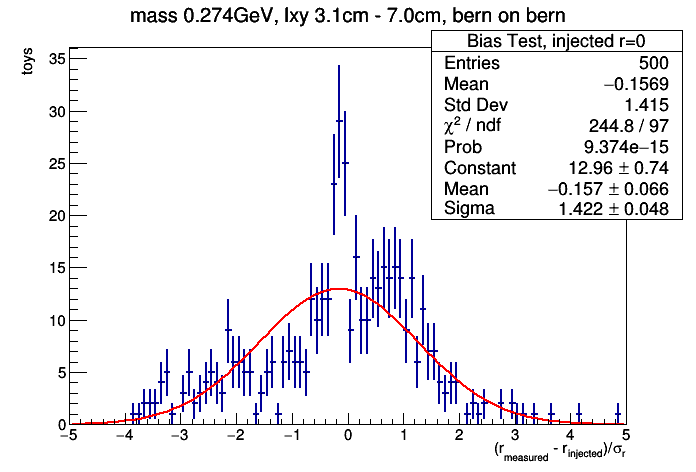 mass 0.274GeV, lxy 3.1cm - 7.0cm, bern on bern
toys
Bias Test, injected r=0
Entries 500
Mean −0.1569
Std Dev 1.415
χ² / ndf 244.8 / 97
Prob 9.374e−15
Constant 12.96 ± 0.74
Mean −0.157 ± 0.066
Sigma 1.422 ± 0.048
35
30
25
20
15
10
5
0
−5 −4 −3 −2 −1 0 1 2 3 4 5
(r_measured - r_injected)/σ_r